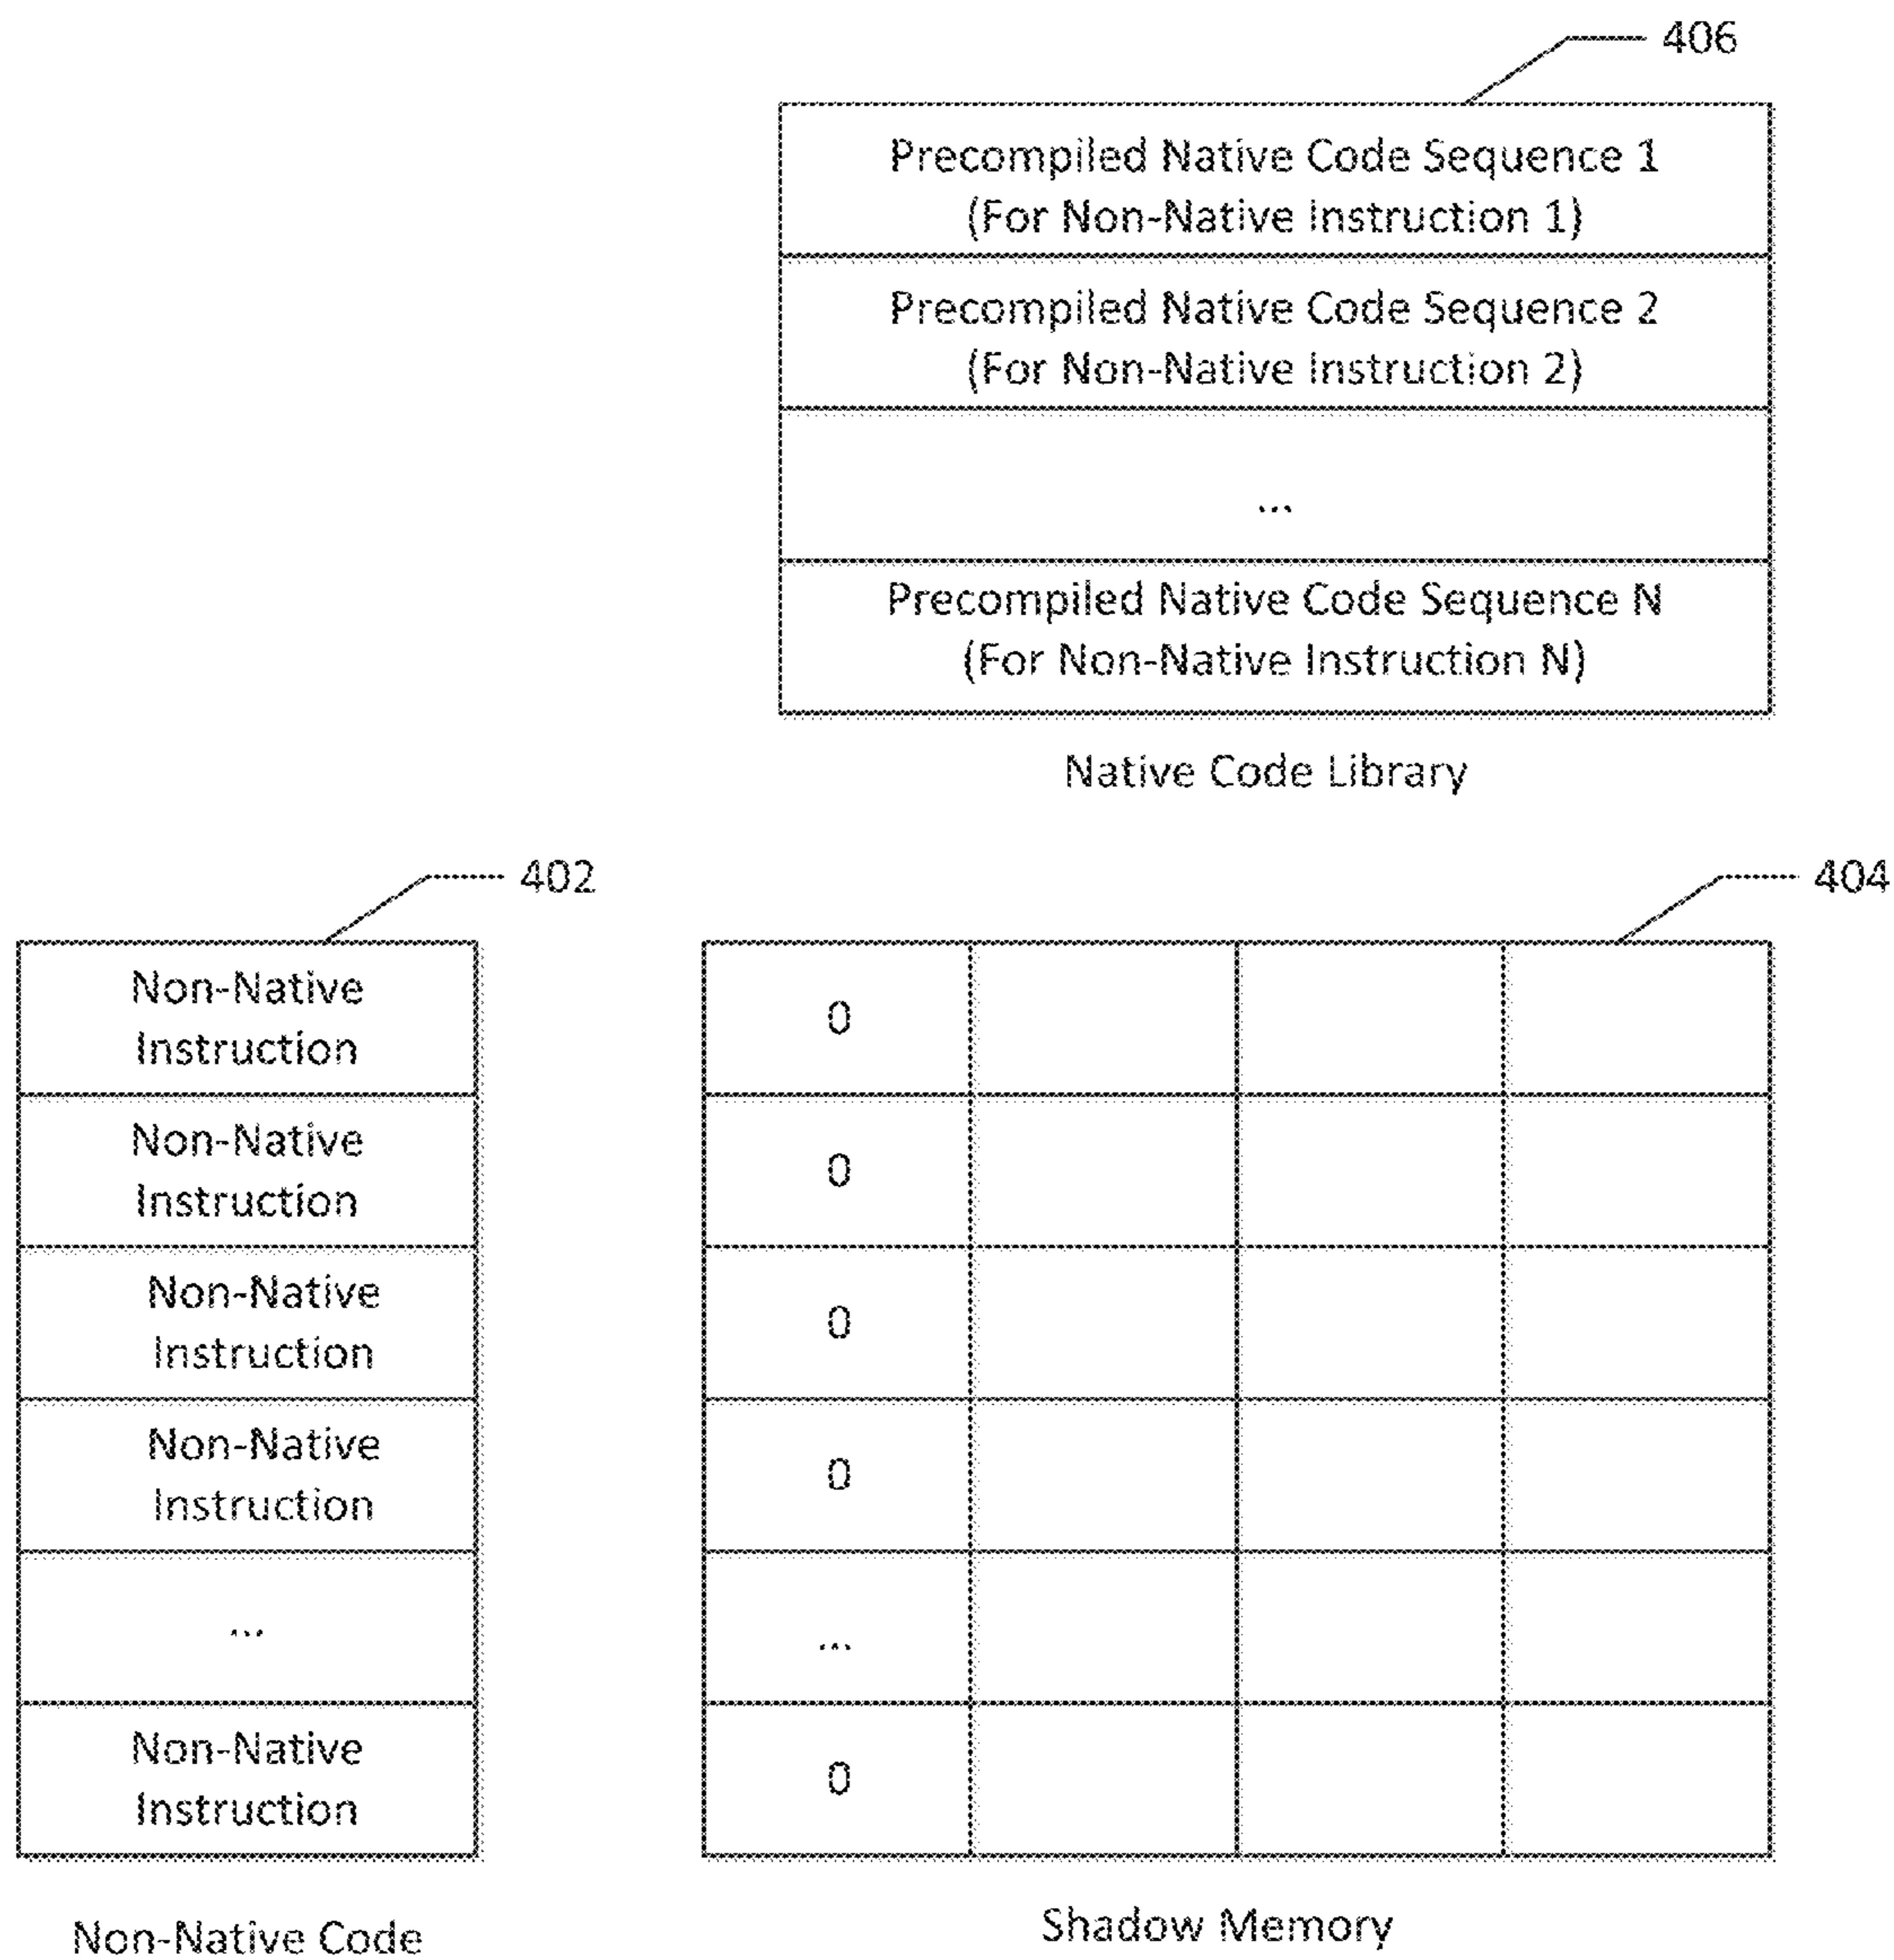 406
Precompiled Native Code Sequence 1
(For Non-Native Instruction 1)
Precompiled Native Code Sequence 2
(For Non-Native Instruction 2)
...
Precompiled Native Code Sequence N
(For Non-Native Instruction N)
Native Code Library
402
404
Non-Native
Instruction
0
Non-Native
Instruction
0
Non-Native
Instruction
0
Non-Native
Instruction
0
...
...
Non-Native
Instruction
0
Non-Native Code
Shadow Memory